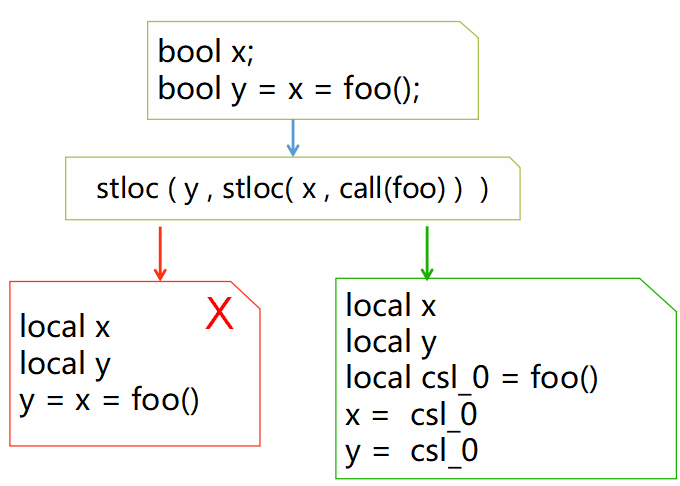 bool x;
bool y = x = foo();
stloc ( y , stloc( x , call(foo) ) )
X
local x
local y
y = x = foo()
local x
local y
local csl_0 = foo()
x = csl_0
y = csl_0